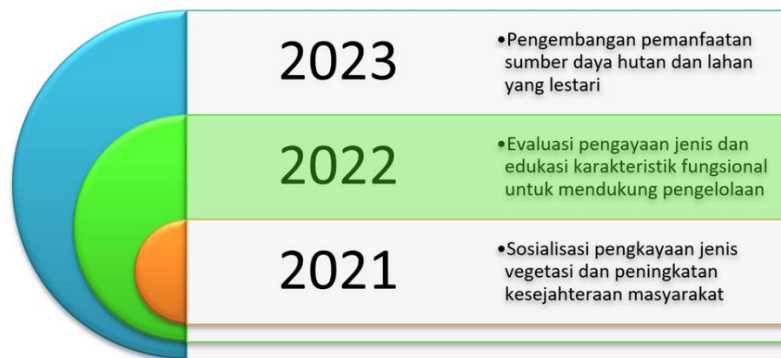 2023
•Pengembangan pemanfaatan
sumber daya hutan dan lahan
yang lestari
2022
•Evaluasi pengayaan jenis dan
edukasi karakteristik fungsional
untuk mendukung pengelolaan
2021
•Sosialisasi pengkayaan jenis
vegetasi dan peningkatan
kesejahteraan masyarakat